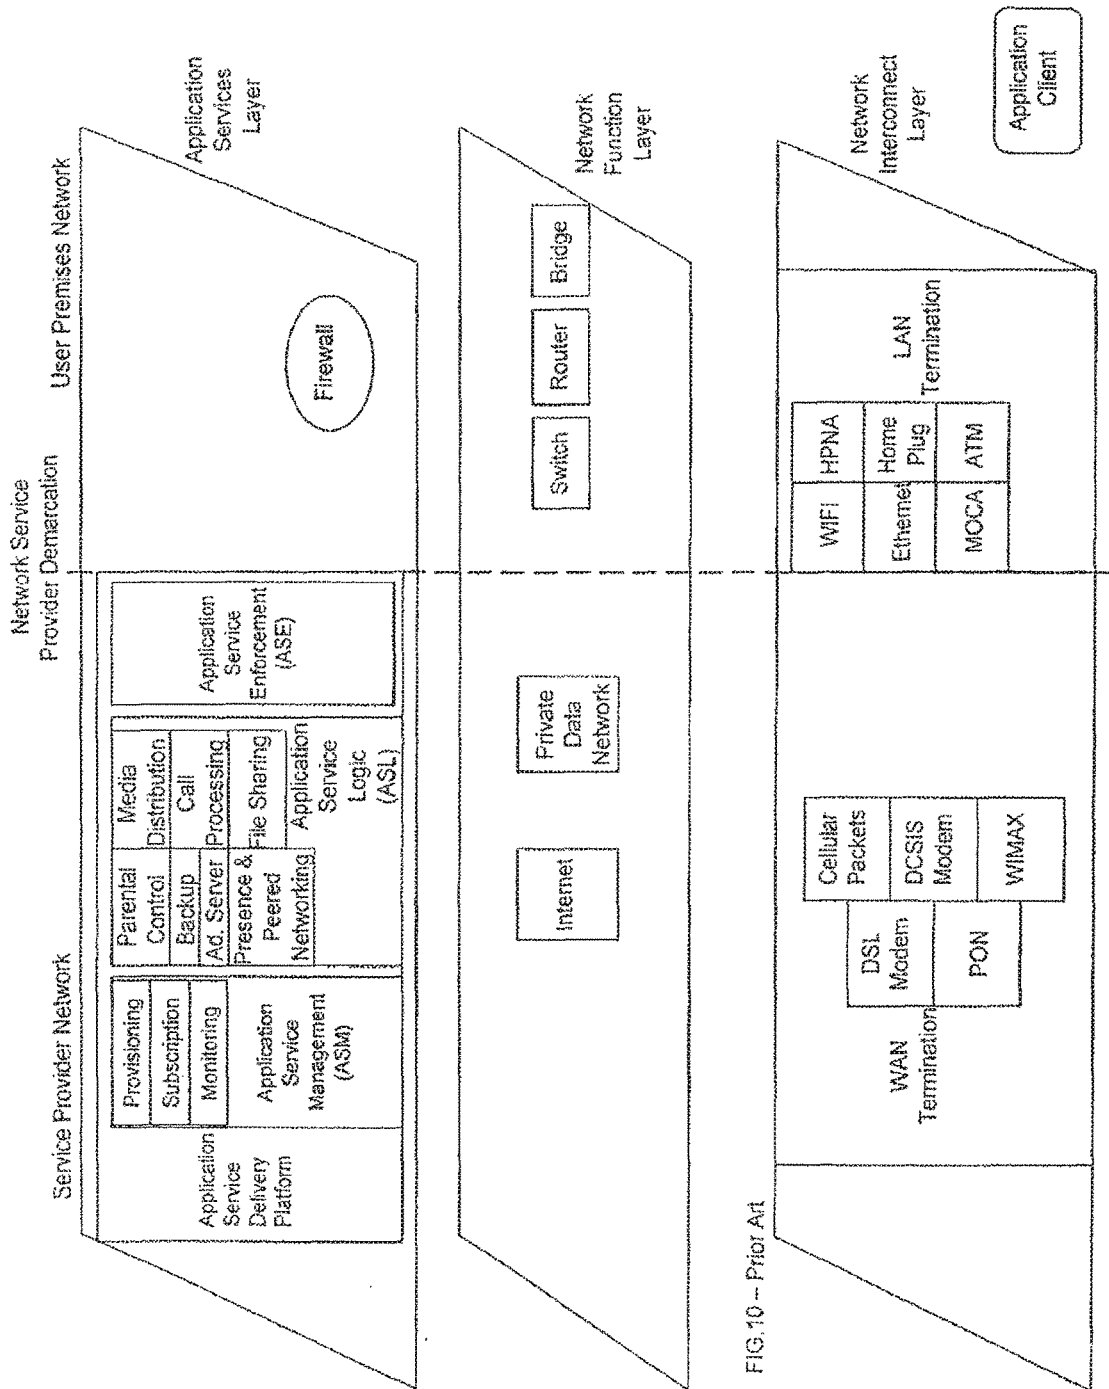 Network Service
Provider Demarcation
Service Provider Network
User Premises Network
Application
Service
Delivery
Platform
Provisioning
Subscription
Monitoring
Application
Service
Management
(ASM)
Parental
Control
Backup
Ad. Server
Presence &
Peered
Networking
Media
Distribution
Call
Processing
File Sharing
Application
Service
Logic
(ASL)
Application
Service
Enforcement
(ASE)
Firewall
Application
Services
Layer
Internet
Private
Data
Network
Switch
Router
Bridge
Network
Function
Layer
WAN
Termination
DSL
Modem
PON
Cellular
Packets
DCSIS
Modem
WIMAX
WIFI
Ethernet
MOCA
HPNA
Home
Plug
ATM
LAN
Termination
Network
Interconnect
Layer
Application
Client
FIG.10 – Prior Art